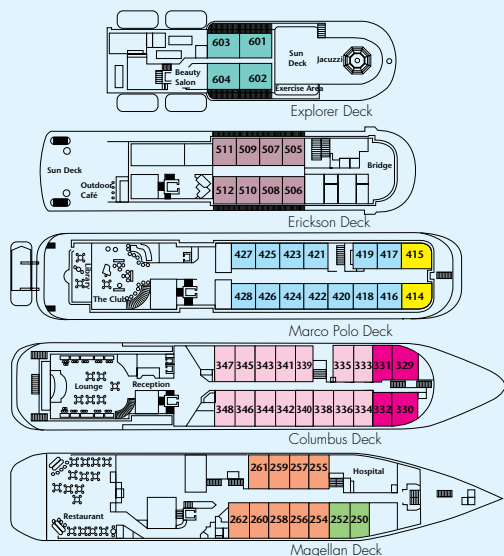 603 601
Sun
Deck
Jacuzzi
Beauty
Salon
604 602
Exercise Area
Explorer Deck
511 509 507 505
Sun Deck
Bridge
Outdoor
Café
512 510 508 506
Erickson Deck
427 425 423 421 419 417 415
Library
The Club
428 426 424 422 420 418 416 414
Marco Polo Deck
347 345 343 341 339 335 333 331 329
Lounge
Reception
348 346 344 342 340 338 336 334 332 330
Columbus Deck
261 259 257 255
Hospital
Restaurant
262 260 258 256 254 252 250
Magellan Deck